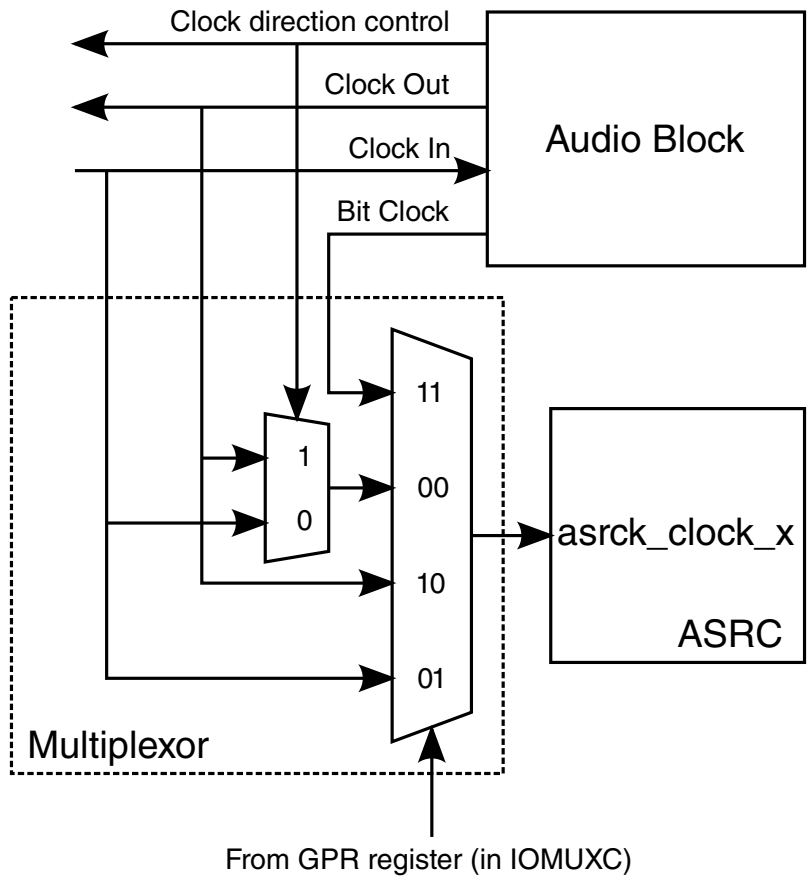 Clock direction control
Clock Out
Clock In
Bit Clock
Audio Block
11
1
00
0
10
01
asrck_clock_x
ASRC
Multiplexor
From GPR register (in IOMUXC)